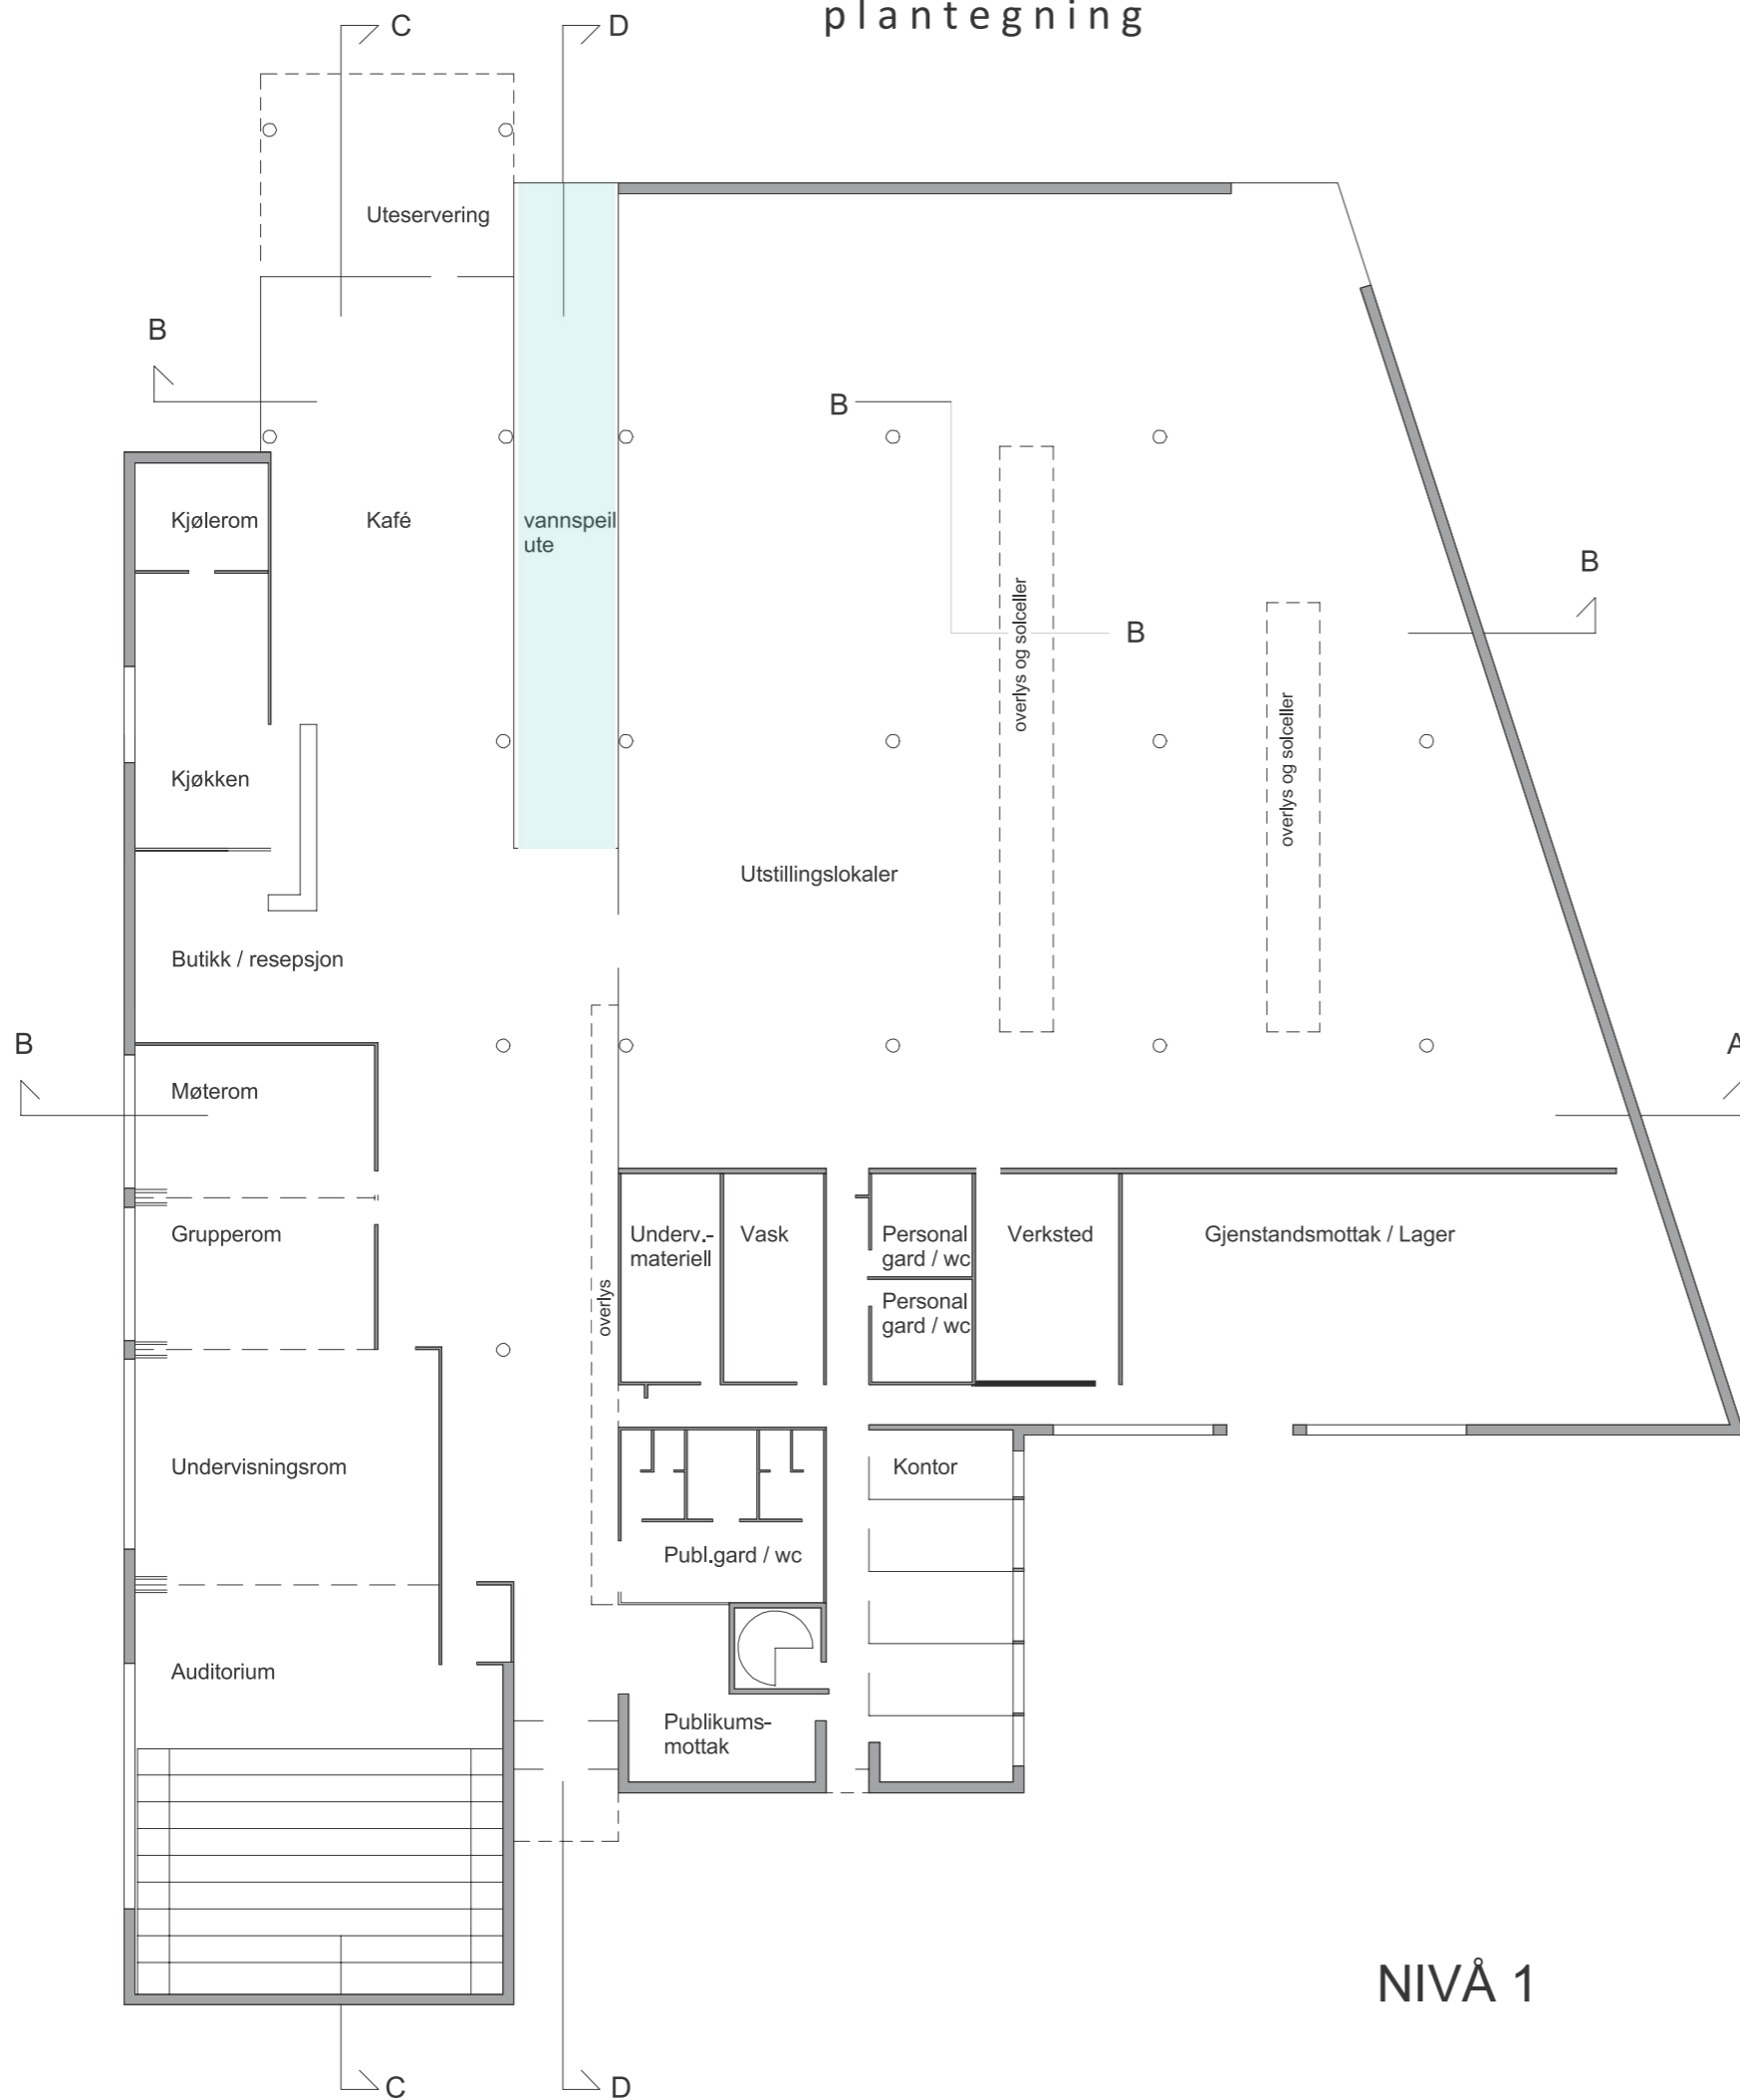 plantegning
C
D
Uteservering
B
B
Kjølerom
Kafé
vannspeil
ute
B
overlys og solceller
B
overlys og solceller
Kjøkken
Utstillingslokaler
Butikk / resepsjon
B
A
Møterom
Grupperom
overlys
Underv.-
materiell
Vask
Personal
gard / wc
Personal
gard / wc
Verksted
Gjenstandsmottak / Lager
Undervisningsrom
Kontor
Publ.gard / wc
Auditorium
Publikums-
mottak
NIVÅ 1
C
D